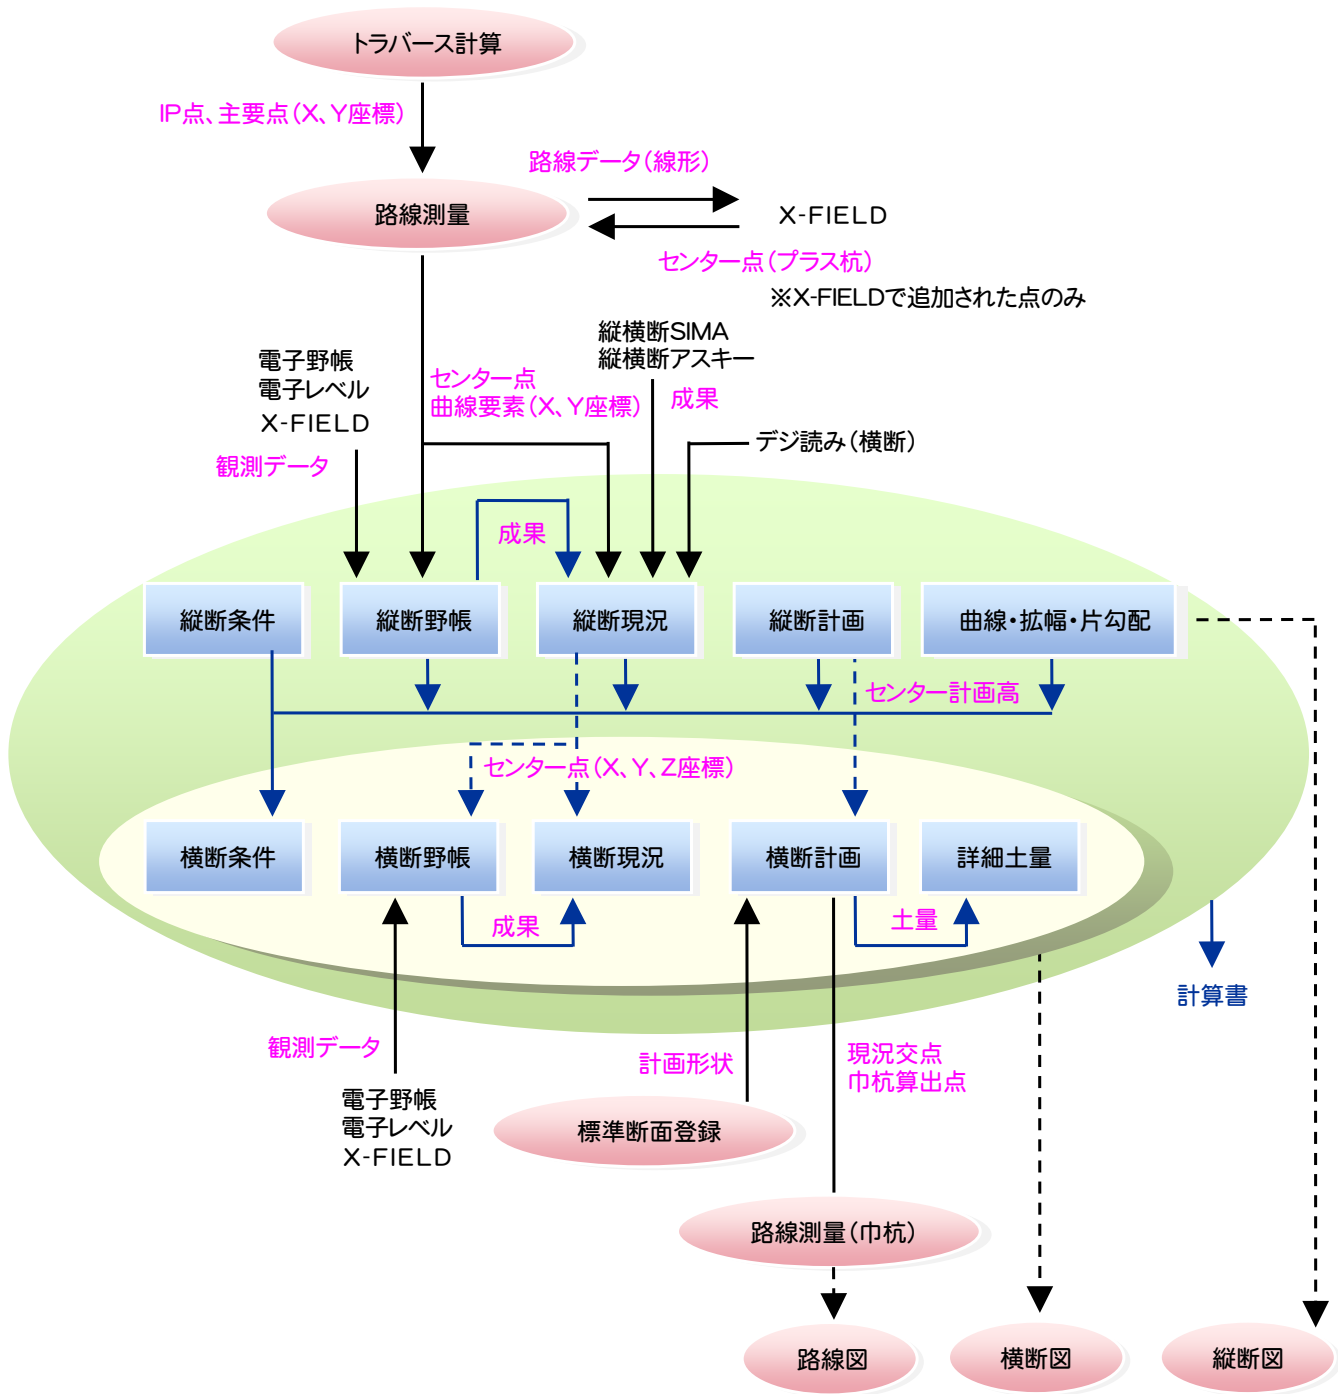 トラバース計算
IP点、主要点(X、Y座標)
路線データ(線形)
路線測量
X-FIELD
センター点(プラス杭)
※X-FIELDで追加された点のみ
縦横断SIMA
縦横断アスキー
電子野帳
電子レベル
X-FIELD
センター点
曲線要素(X、Y座標)
成果
デジ読み(横断)
観測データ
成果
縦断条件
縦断野帳
縦断現況
縦断計画
曲線・拡幅・片勾配
センター計画高
センター点(X、Y、Z座標)
横断条件
横断野帳
横断現況
横断計画
詳細土量
成果
土量
計算書
観測データ
計画形状
現況交点
巾杭算出点
電子野帳
電子レベル
X-FIELD
標準断面登録
路線測量(巾杭)
路線図
横断図
縦断図